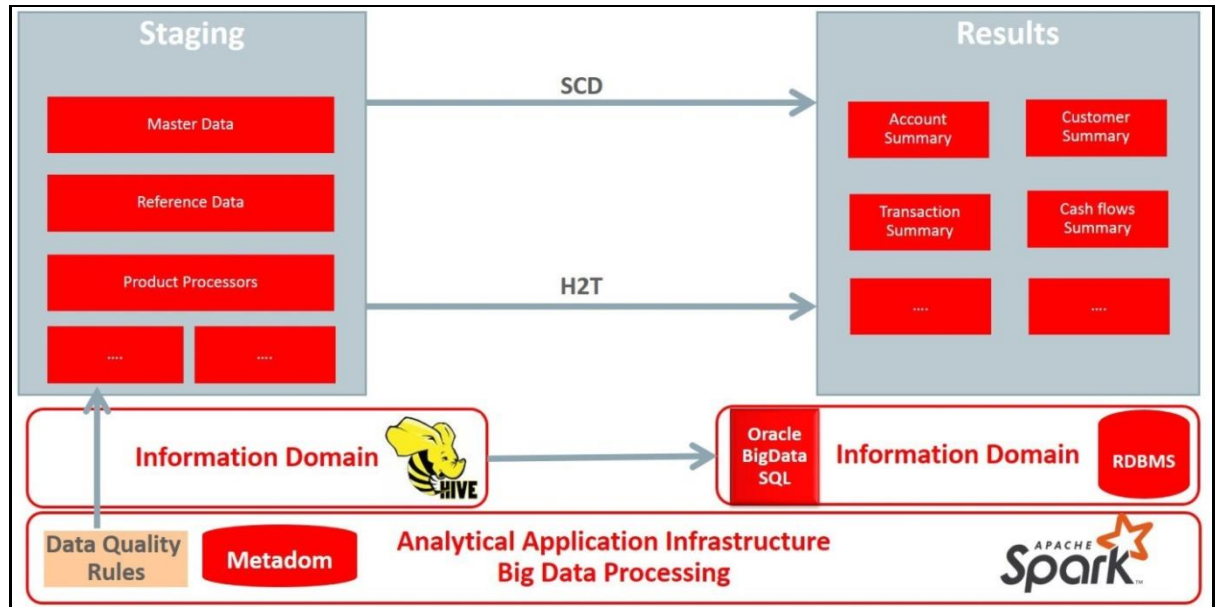 Staging
Master Data
Reference Data
Product Processors
....
....
SCD
H2T
Results
Account
Summary
Customer
Summary
Transaction
Summary
Cash flows
Summary
....
....
Information Domain
HIVE
Oracle
BigData
SQL
Information Domain
RDBMS
Data Quality
Rules
Metadom
Analytical Application Infrastructure
Big Data Processing
APACHE
Spark™